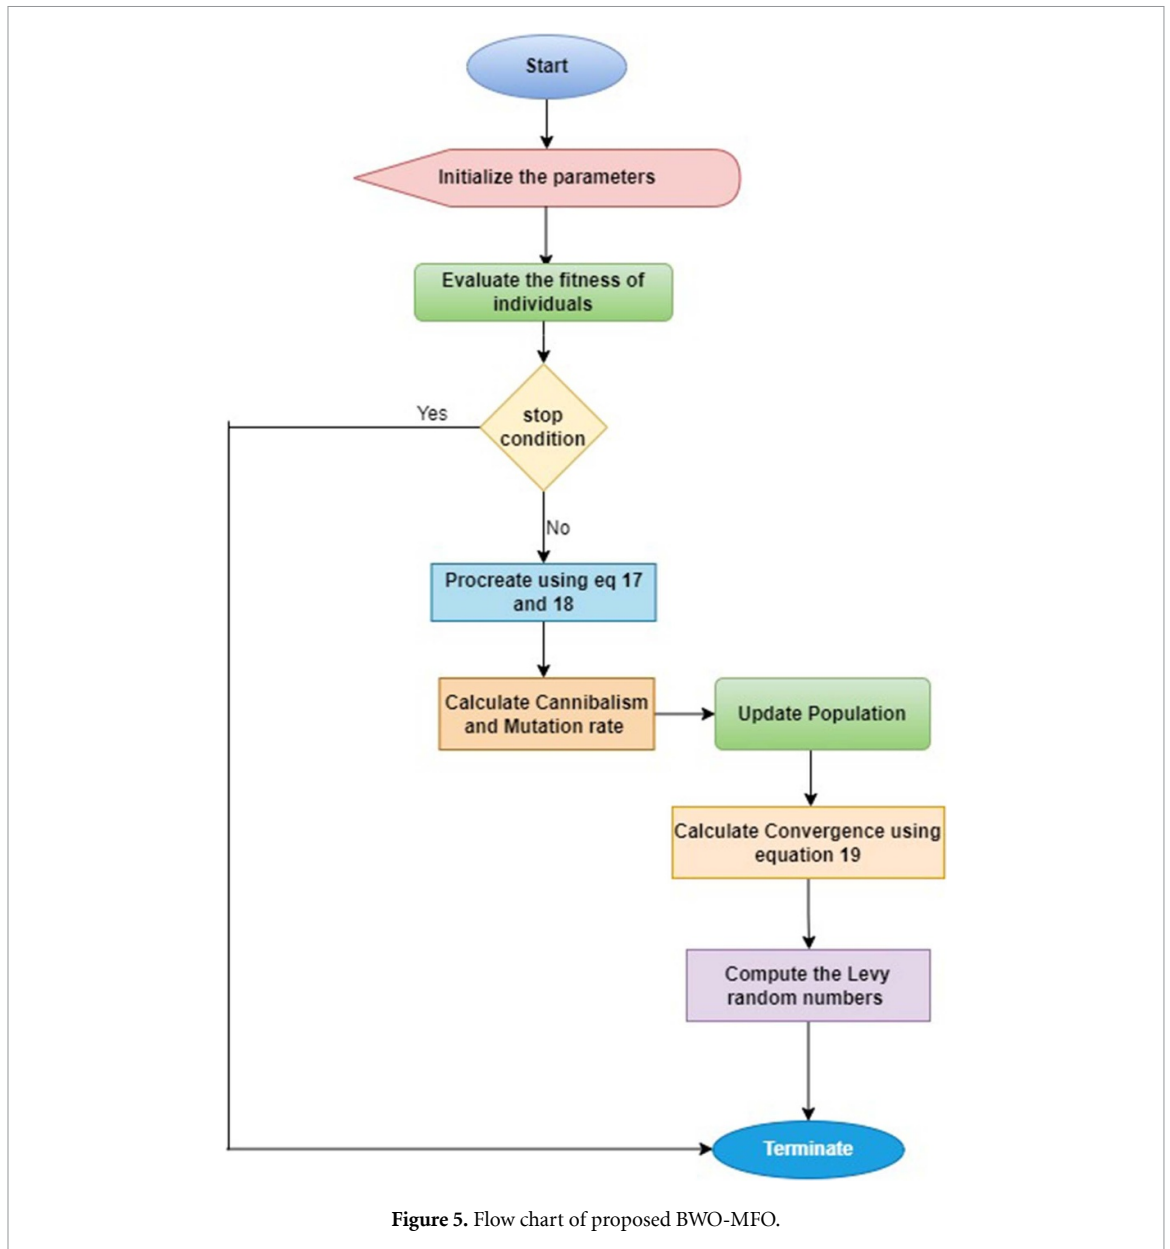 Start
Initialize the parameters
Evaluate the fitness of
individuals
stop
condition
Yes
No
Procreate using eq 17
and 18
Calculate Cannibalism
and Mutation rate
Update Population
Calculate Convergence using
equation 19
Compute the Levy
random numbers
Terminate
Figure 5. Flow chart of proposed BWO-MFO.